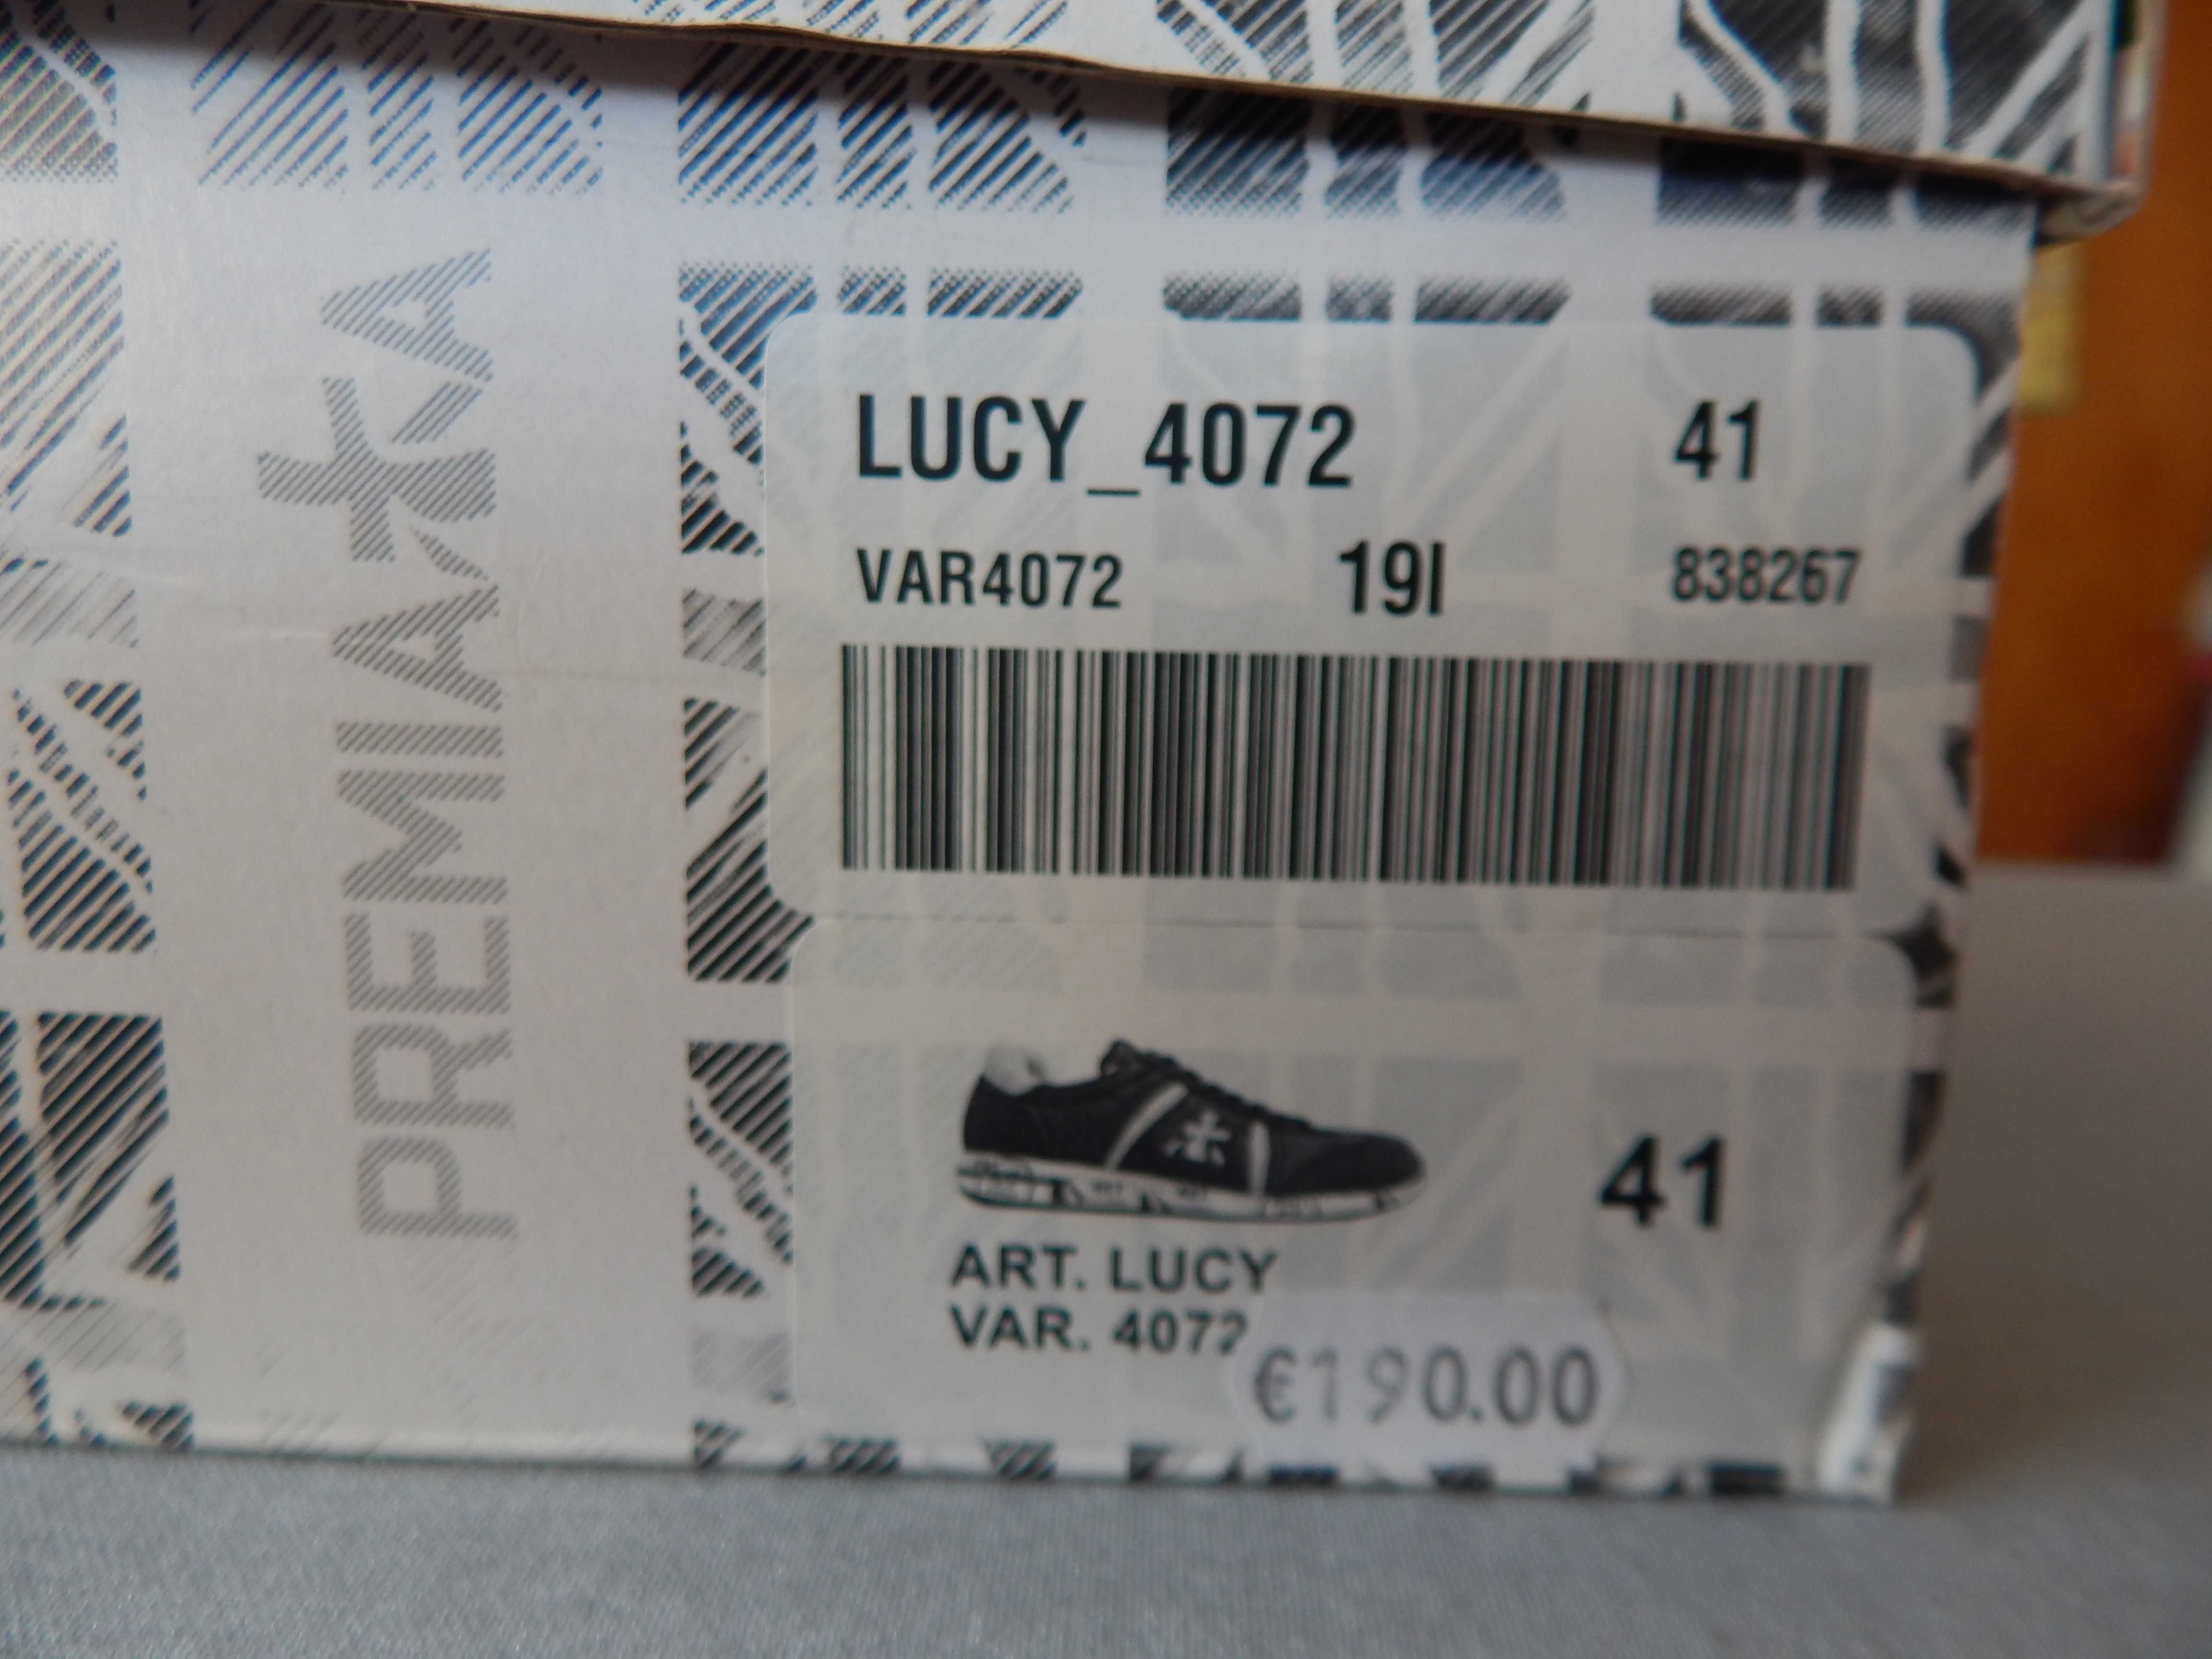 PREMIATA
LUCY_4072 41
VAR4072 19I 838267
41
ART. LUCY
VAR. 4072
€190.00